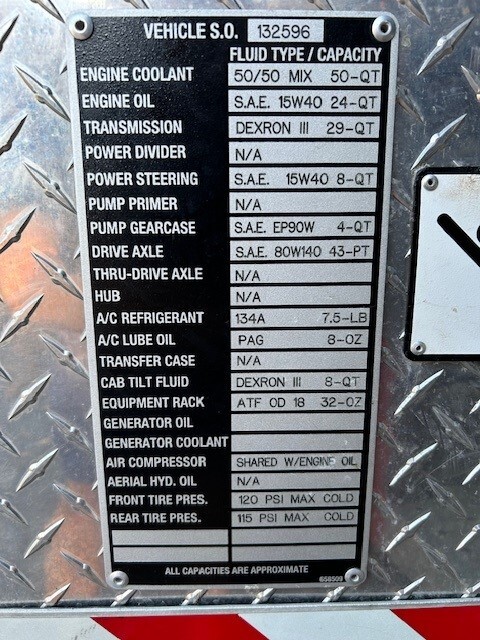 VEHICLE S.O. 132596
FLUID TYPE / CAPACITY
ENGINE COOLANT 50/50 MIX 50-QT
ENGINE OIL S.A.E. 15W40 24-QT
TRANSMISSION DEXRON III 29-QT
POWER DIVIDER N/A
POWER STEERING S.A.E. 15W40 8-QT
PUMP PRIMER N/A
PUMP GEARCASE S.A.E. EP90W 4-QT
DRIVE AXLE S.A.E. 80W140 43-PT
THRU-DRIVE AXLE N/A
HUB N/A
A/C REFRIGERANT 134A 7.5-LB
A/C LUBE OIL PAG 8-OZ
TRANSFER CASE N/A
CAB TILT FLUID DEXRON III 8-QT
EQUIPMENT RACK ATF OD 18 32-OZ
GENERATOR OIL
GENERATOR COOLANT
AIR COMPRESSOR SHARED W/ENGINE OIL
AERIAL HYD. OIL N/A
FRONT TIRE PRES. 120 PSI MAX COLD
REAR TIRE PRES. 115 PSI MAX COLD
ALL CAPACITIES ARE APPROXIMATE